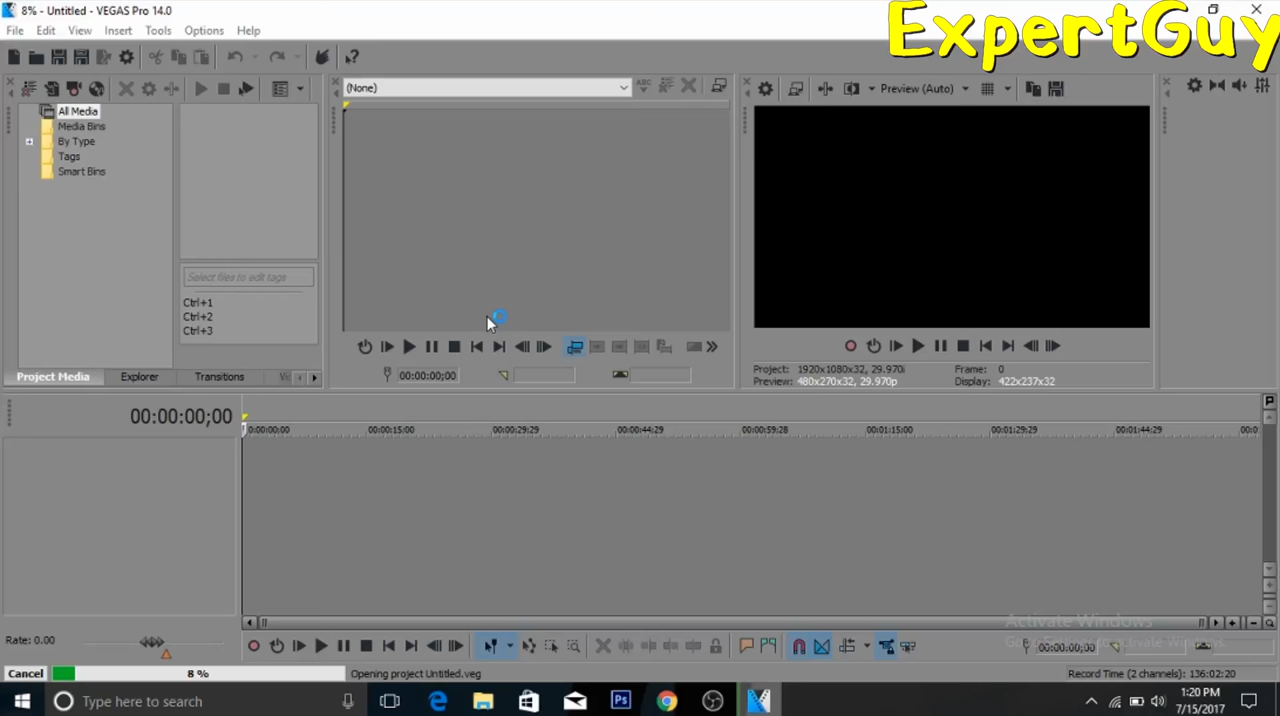 8% - Untitled - VEGAS Pro 14.0
ExpertGuy
File Edit View Insert Tools Options Help
(None)
Preview (Auto)
All Media
Media Bins
By Type
Tags
Smart Bins
Select files to edit tags
Ctrl+1
Ctrl+2
Ctrl+3
Project Media Explorer Transitions
00:00:00;00
Project: 1920x1080x32, 29.970i Frame: 0
Preview: 480x270x32, 29.970p Display: 422x237x32
00:00:00;00
0:00:00:00 00:00:15:00 00:00:29:29 00:00:44:29 00:00:59:28 00:01:15:00 00:01:29:29 00:01:44:29 00:0
Activate Windows
Rate: 0.00
00:00:00;00
Cancel 8 % Opening project Untitled.veg Record Time (2 channels): 136:02:20
Type here to search
Ps
1:20 PM
7/15/2017